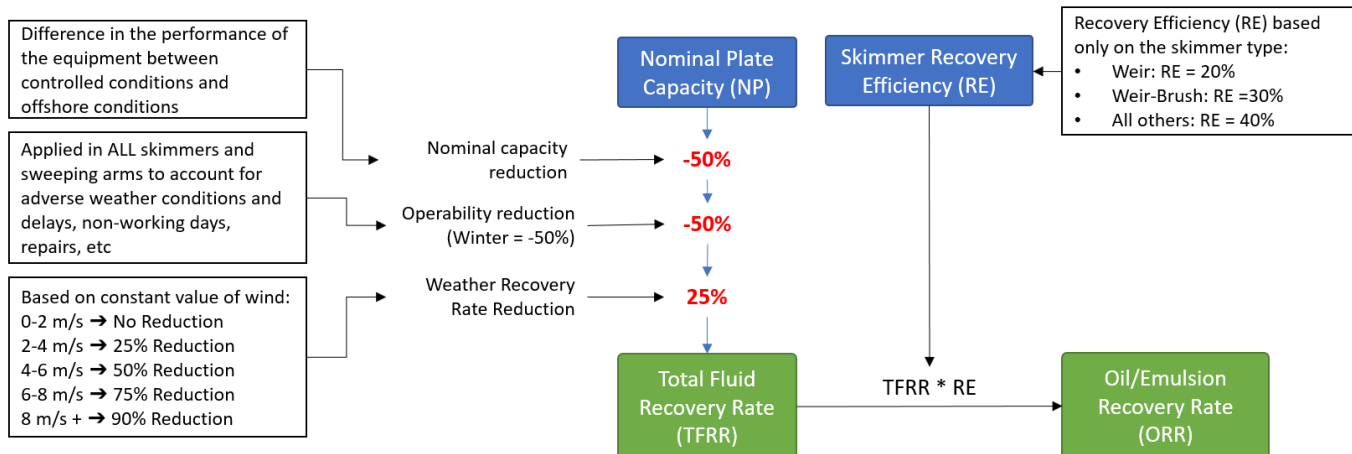 Difference in the performance of
the equipment between
controlled conditions and
offshore conditions
Applied in ALL skimmers and
sweeping arms to account for
adverse weather conditions and
delays, non-working days,
repairs, etc
Based on constant value of wind:
0-2 m/s ➔ No Reduction
2-4 m/s ➔ 25% Reduction
4-6 m/s ➔ 50% Reduction
6-8 m/s ➔ 75% Reduction
8 m/s + ➔ 90% Reduction
Nominal capacity
reduction
Operability reduction
(Winter = -50%)
Weather Recovery
Rate Reduction
Nominal Plate
Capacity (NP)
-50%
-50%
25%
Total Fluid
Recovery Rate
(TFRR)
Skimmer Recovery
Efficiency (RE)
TFRR * RE
Recovery Efficiency (RE) based
only on the skimmer type:
• Weir: RE = 20%
• Weir-Brush: RE =30%
• All others: RE = 40%
Oil/Emulsion
Recovery Rate
(ORR)